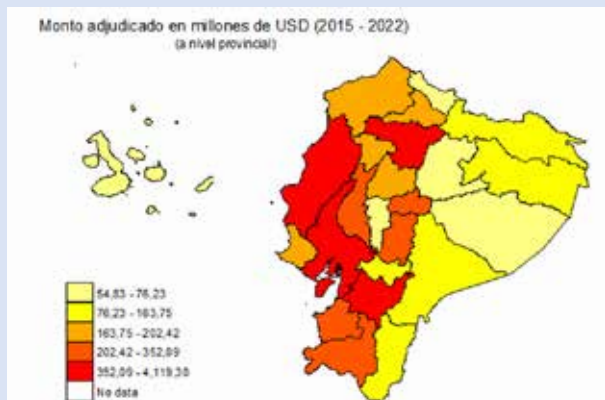 Monto adjudicado en millones de USD (2015 - 2022)
(a nivel provincial)
54,83 - 76,23
76,23 - 163,75
163,75 - 202,42
202,42 - 352,09
352,09 - 4,119,30
No data